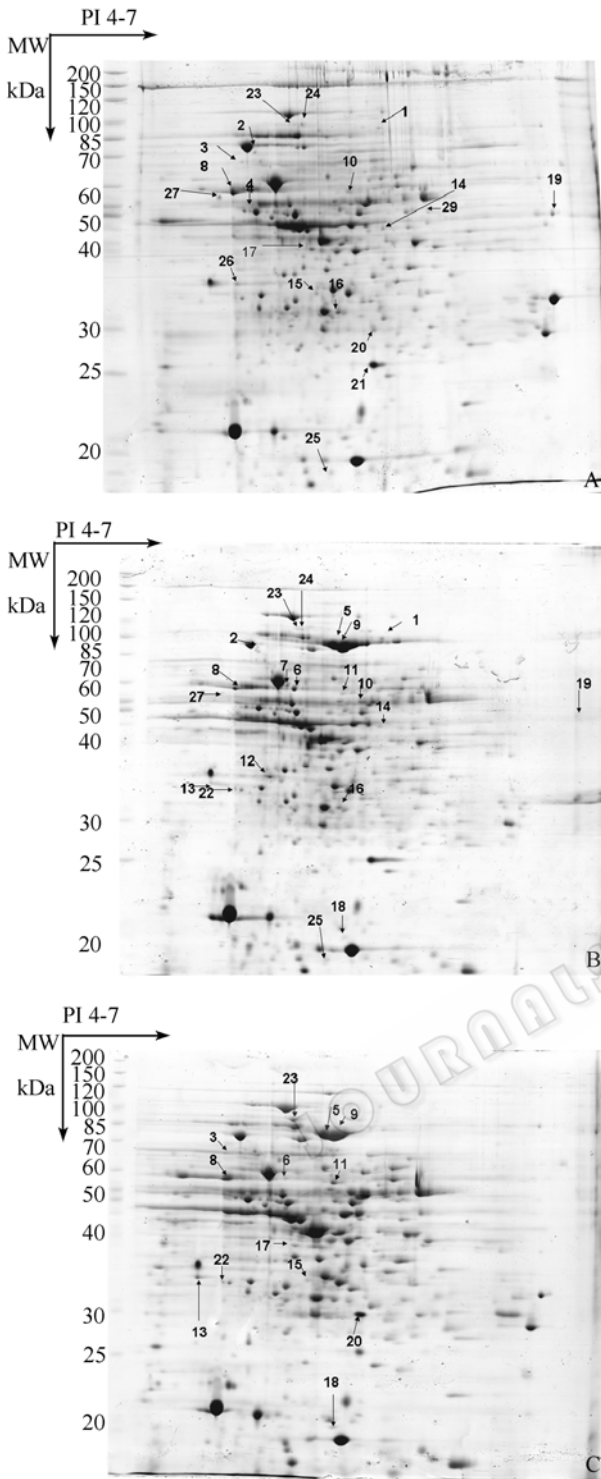 PI 4-7
MW
kDa
200
150
120
100
85
70
60
50
40
30
25
20
23 24 1
3 2
8 4 10 14 19
27 29
17
26 15 16
20
21
25
A
PI 4-7
MW
kDa
200
150
120
100
85
70
60
50
40
30
25
20
24
23 5 1
2 9
8 7 6 11
27 10 19
14
12
13 22 16
18
25
B
PI 4-7
MW
kDa
200
150
120
100
85
70
60
50
40
30
25
20
23
5 9
3
8 6 11
17
22 15
13 20
18
C
JOURNALS